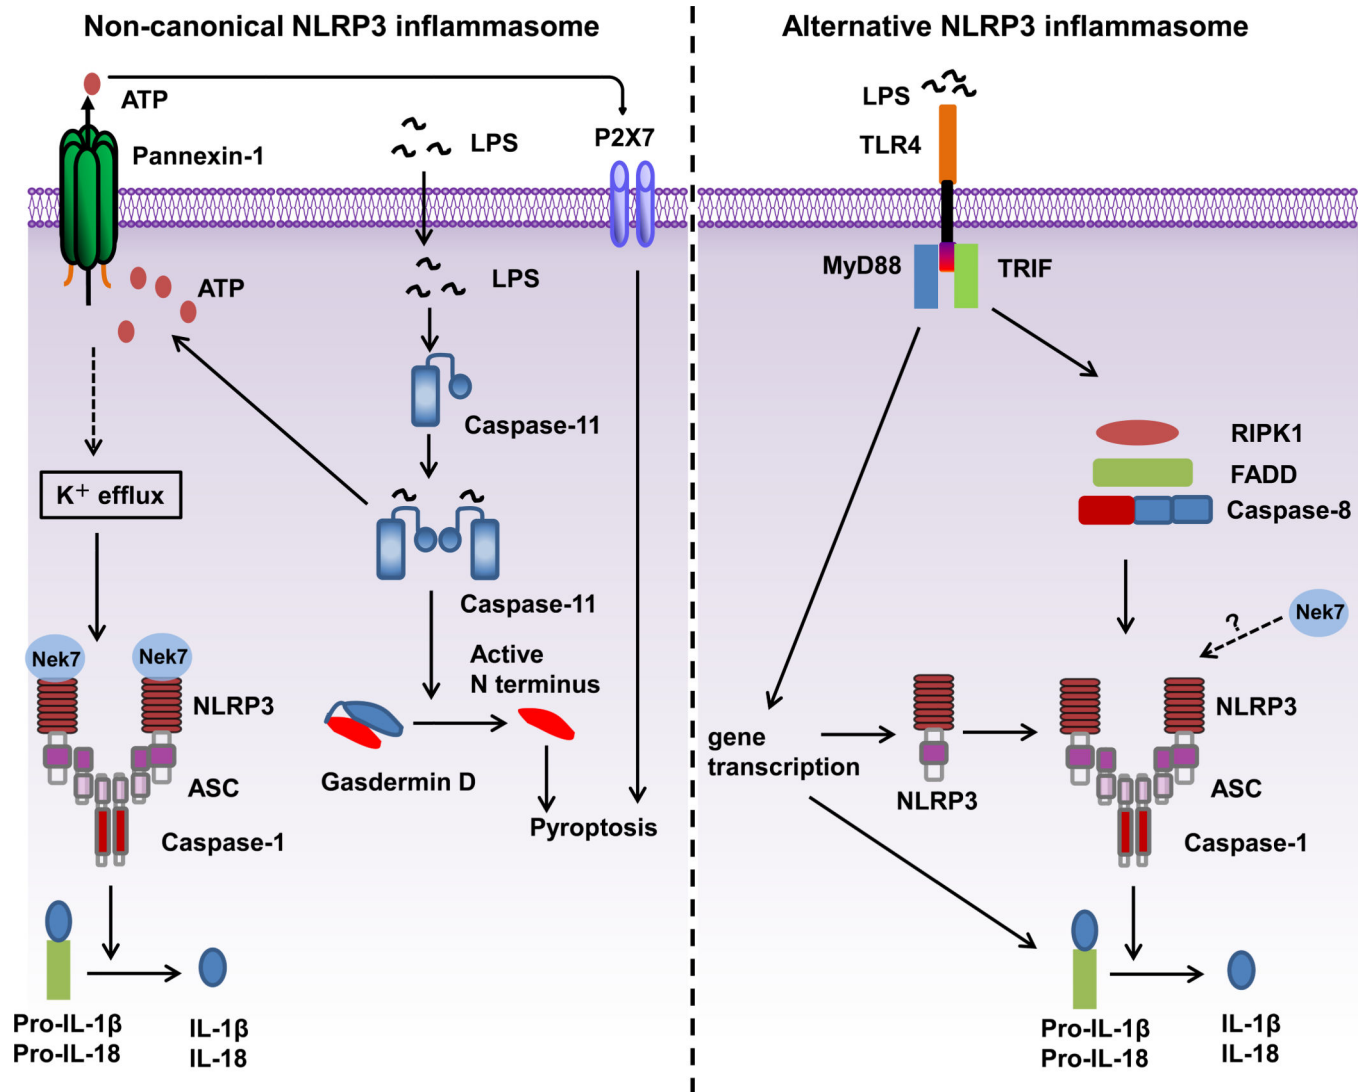 Non-canonical NLRP3 inflammasome
ATP
Pannexin-1
LPS
P2X7
LPS
ATP
Caspase-11
K⁺ efflux
Caspase-11
Nek7
Nek7
NLRP3
Active
N terminus
ASC
Gasdermin D
Caspase-1
Pyroptosis
Pro-IL-1β
Pro-IL-18
IL-1β
IL-18
Alternative NLRP3 inflammasome
LPS
TLR4
MyD88
TRIF
RIPK1
FADD
Caspase-8
?
Nek7
NLRP3
gene
transcription
NLRP3
ASC
Caspase-1
Pro-IL-1β
Pro-IL-18
IL-1β
IL-18